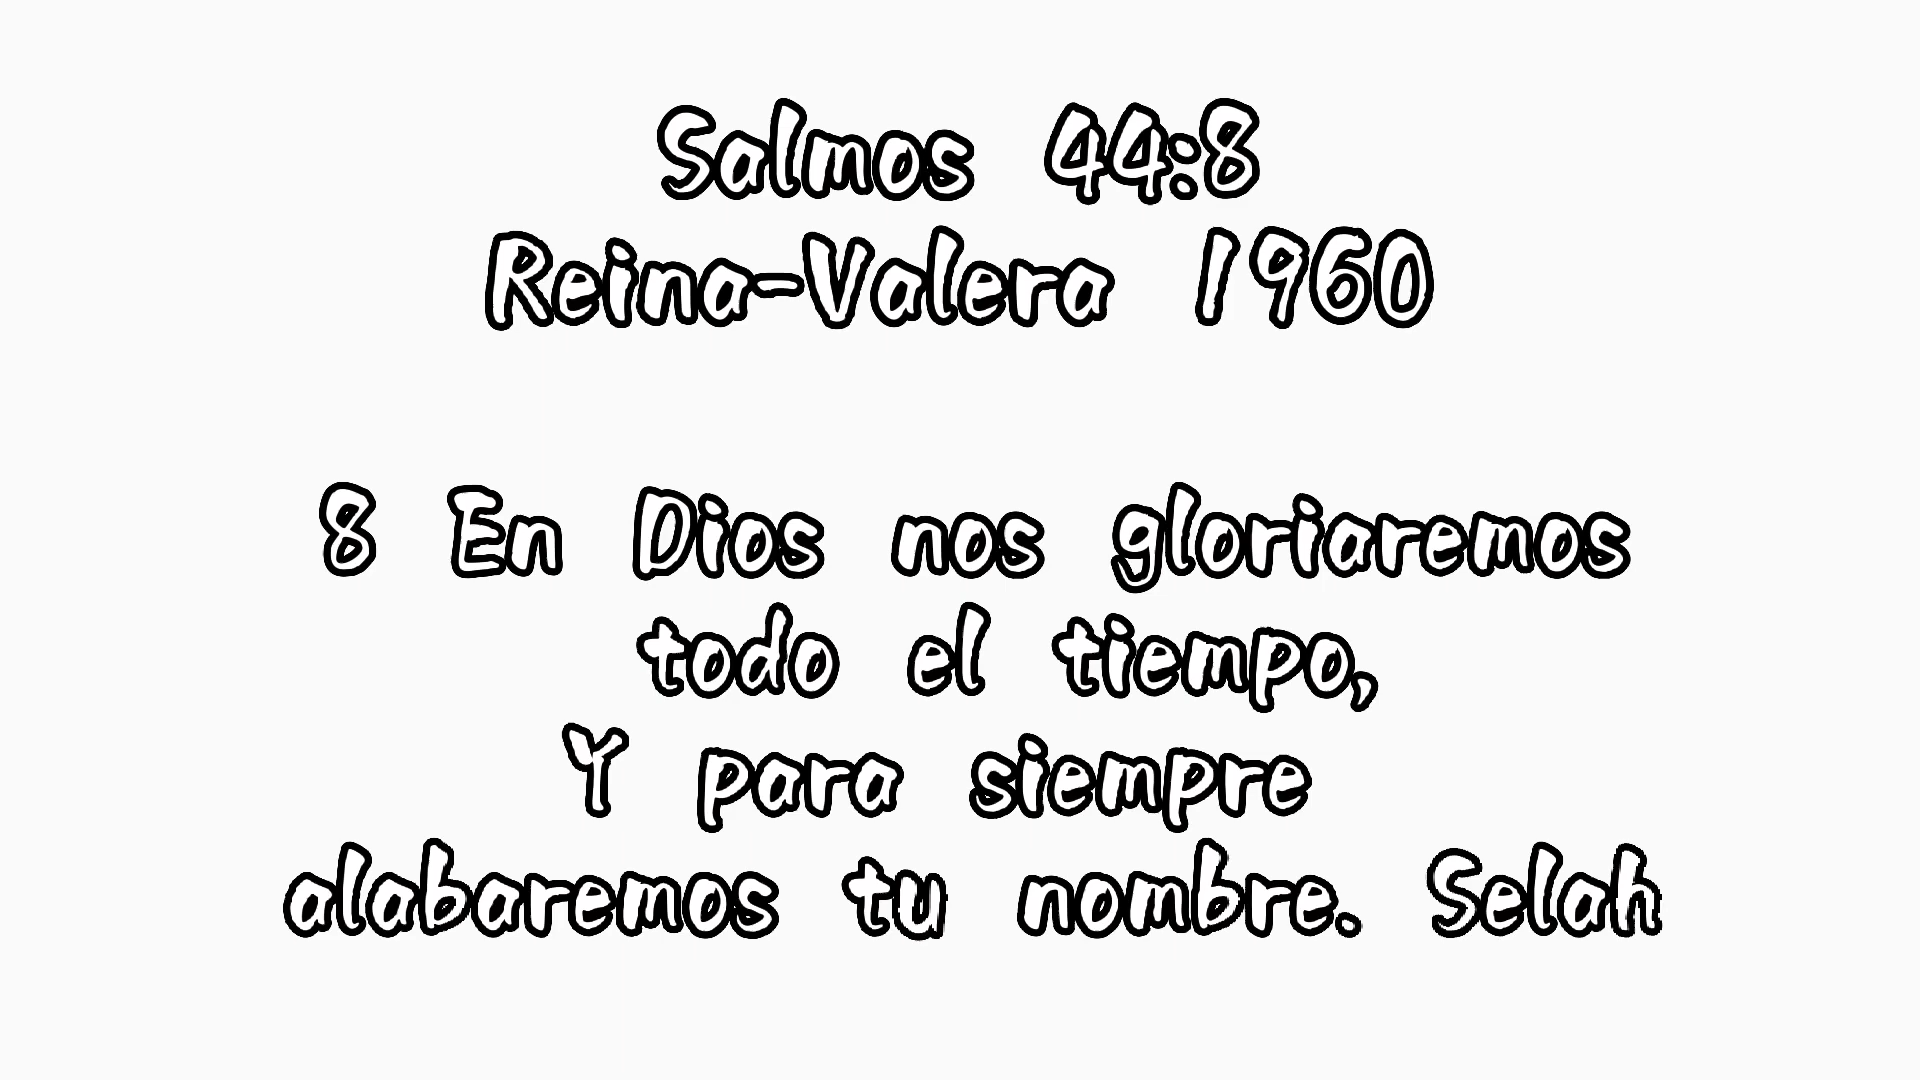 Salmos 44:8
Reina-Valera 1960
8 En Dios nos gloriaremos
todo el tiempo,
Y para siempre
alabaremos tu nombre. Selah